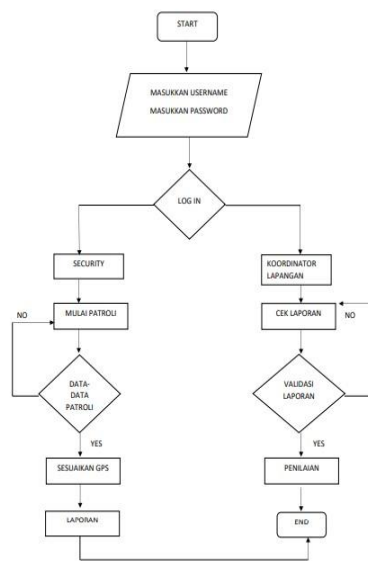 START
MASUKKAN USERNAME
MASUKKAN PASSWORD
LOG IN
SECURITY
KOORDINATOR
LAPANGAN
NO
MULAI PATROLI
CEK LAPORAN
NO
DATA-
DATA
PATROLI
VALIDASI
LAPORAN
YES
YES
SESUAIKAN GPS
PENILAIAN
LAPORAN
END